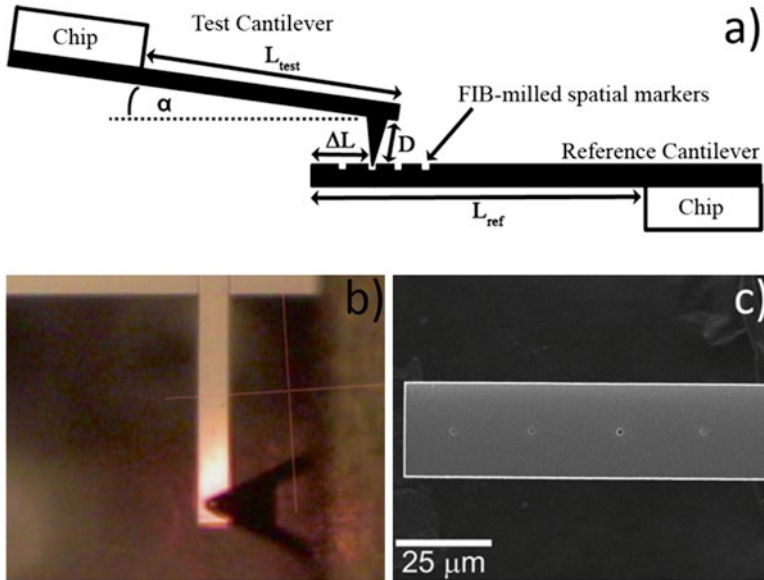 Chip
Test Cantilever
a)
L_test
FIB-milled spatial markers
α
ΔL
D
Reference Cantilever
L_ref
Chip
b)
c)
25 μm